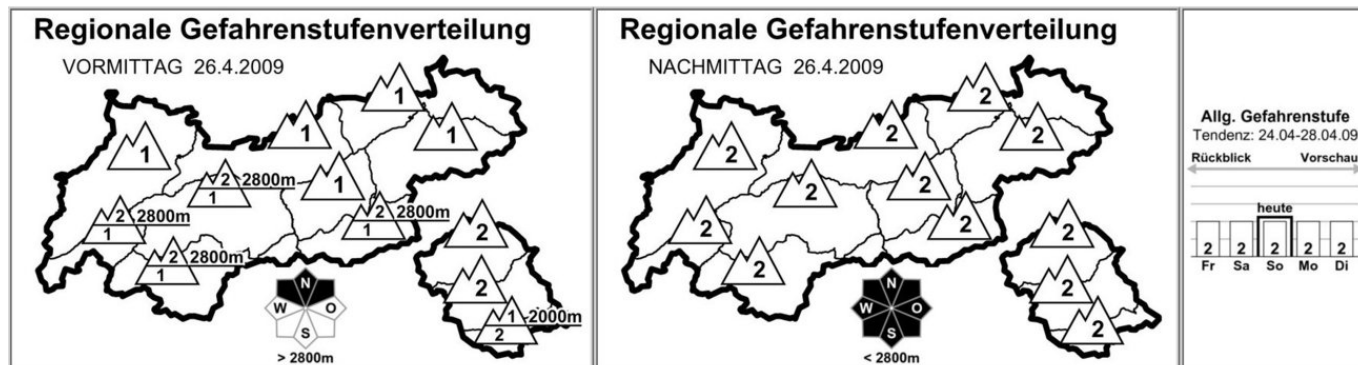 Regionale Gefahrenstufenverteilung
VORMITTAG 26.4.2009
1
1
1
1
1
2 2800m
1
2 2800m
1
2 2800m
1
2 2800m
1
2
2
1 2000m
2
N
W O
S
> 2800m
Regionale Gefahrenstufenverteilung
NACHMITTAG 26.4.2009
2
2
2
2
2
2
2
2
2
2
2
2
N
W O
S
< 2800m
Allg. Gefahrenstufe
Tendenz: 24.04-28.04.09
Rückblick Vorschau
heute
2 2 2 2 2
Fr Sa So Mo Di